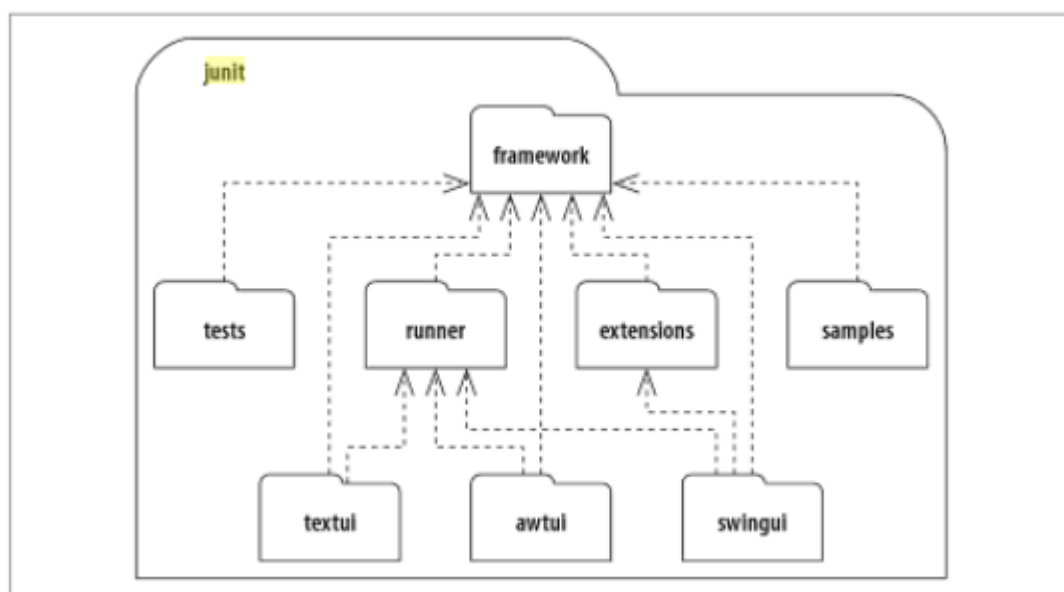 junit
framework
tests
runner
extensions
samples
textui
awtui
swingui